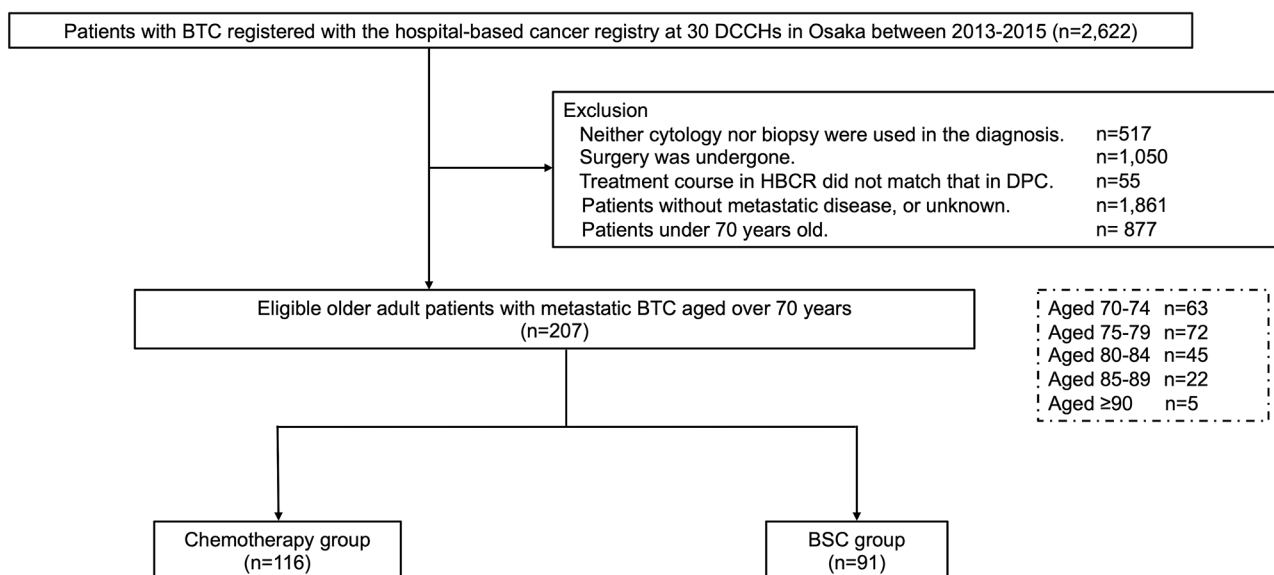 Patients with BTC registered with the hospital-based cancer registry at 30 DCCHs in Osaka between 2013-2015 (n=2,622)
Exclusion
Neither cytology nor biopsy were used in the diagnosis. n=517
Surgery was undergone. n=1,050
Treatment course in HBCR did not match that in DPC. n=55
Patients without metastatic disease, or unknown. n=1,861
Patients under 70 years old. n= 877
Eligible older adult patients with metastatic BTC aged over 70 years
(n=207)
Aged 70-74 n=63
Aged 75-79 n=72
Aged 80-84 n=45
Aged 85-89 n=22
Aged ≥90 n=5
Chemotherapy group
(n=116)
BSC group
(n=91)